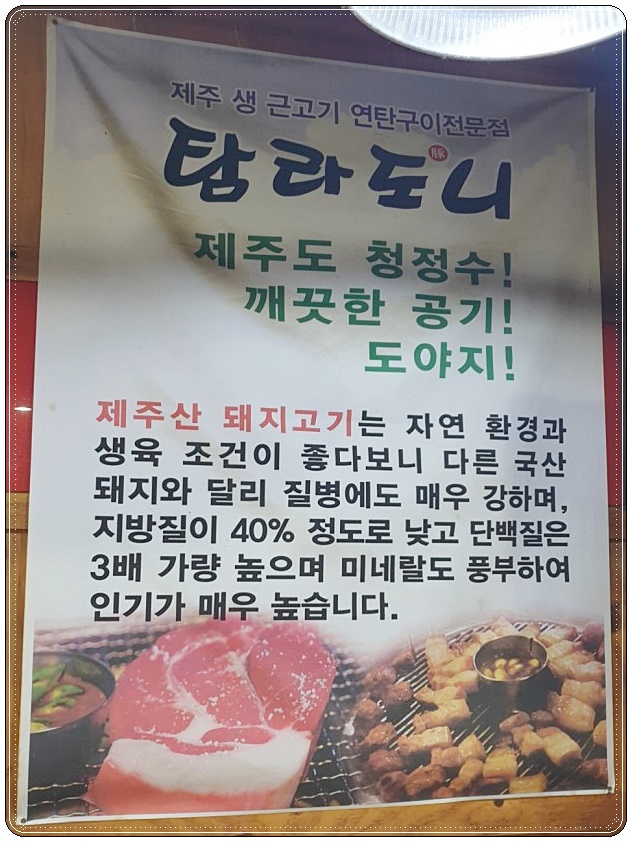 제주 생 근고기 연탄구이전문점
탐라도니
豚
제주도 청정수!
깨끗한 공기!
도야지!
제주산 돼지고기는 자연 환경과
생육 조건이 좋다보니 다른 국산
돼지와 달리 질병에도 매우 강하며,
지방질이 40% 정도로 낮고 단백질은
3배 가량 높으며 미네랄도 풍부하여
인기가 매우 높습니다.